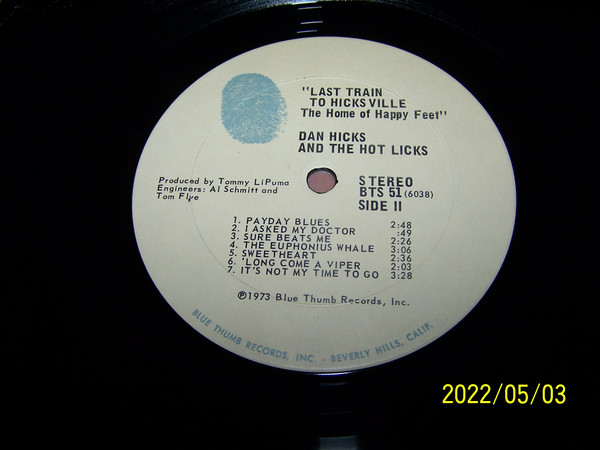 "LAST TRAIN
TO HICKSVILLE
The Home of Happy Feet"
DAN HICKS
AND THE HOT LICKS
Produced by Tommy LiPuma
Engineers: Al Schmitt and
Tom Flye
STEREO
BTS 51 (6038)
SIDE II
1. PAYDAY BLUES 2:48
2. I ASKED MY DOCTOR :49
3. SURE BEATS ME 2:26
4. THE EUPHONIUS WHALE 3:06
5. SWEETHEART 2:36
6. 'LONG COME A VIPER 2:03
7. IT'S NOT MY TIME TO GO 3:28
℗1973 Blue Thumb Records, Inc.
BLUE THUMB RECORDS, INC. - BEVERLY HILLS, CALIF.
2022/05/03